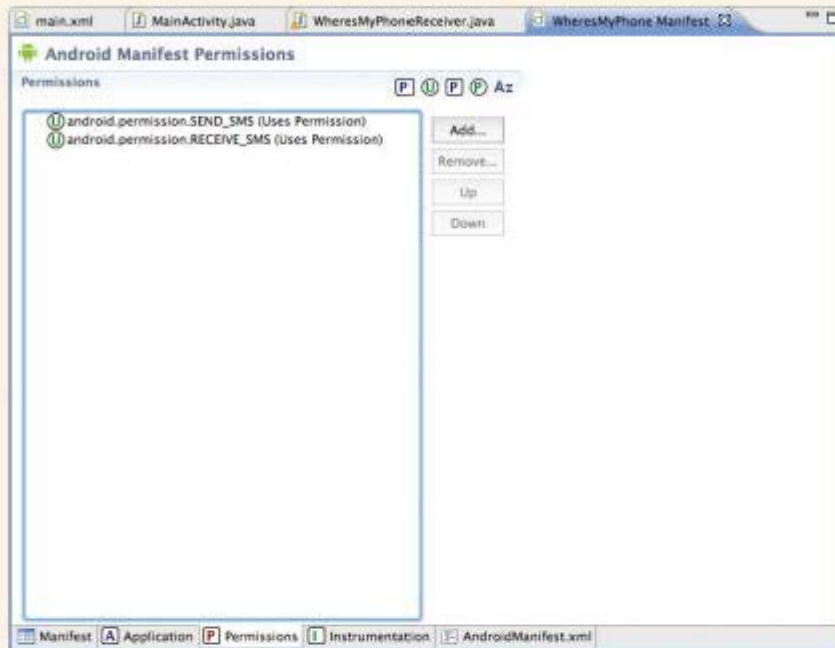 main.xml MainActivity.java WheresMyPhoneReceiver.java WheresMyPhone Manifest
Android Manifest Permissions
Permissions P U P P Az
U android.permission.SEND_SMS (Uses Permission)
U android.permission.RECEIVE_SMS (Uses Permission)
Add...
Remove...
Up
Down
Manifest A Application P Permissions I Instrumentation AndroidManifest.xml